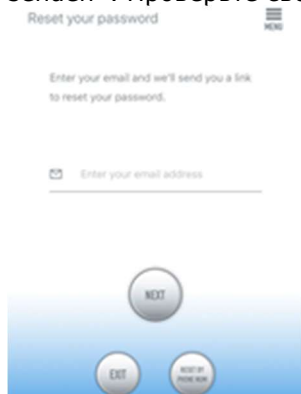 Reset your password
MENU
Enter your email and we'll send you a link
to reset your password.
Enter your email address
NEXT
EXIT
RESET BY
PHONE NUM